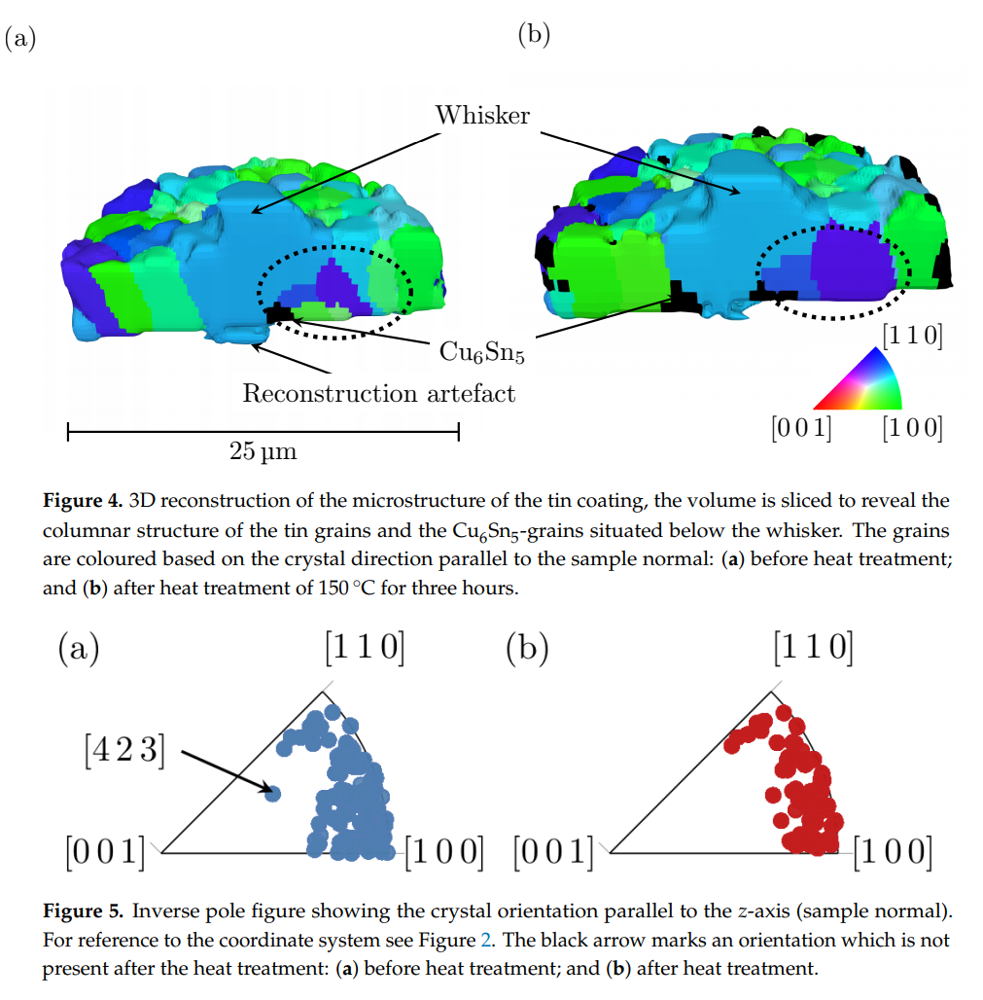 (a)
(b)
Whisker
Cu₆Sn₅
Reconstruction artefact
25 µm
[1 1 0]
[0 0 1]
[1 0 0]
Figure 4. 3D reconstruction of the microstructure of the tin coating, the volume is sliced to reveal the
columnar structure of the tin grains and the Cu₆Sn₅-grains situated below the whisker. The grains
are coloured based on the crystal direction parallel to the sample normal: (a) before heat treatment;
and (b) after heat treatment of 150 °C for three hours.
(a)
[1 1 0]
[4 2 3]
[0 0 1]
[1 0 0]
(b)
[1 1 0]
[0 0 1]
[1 0 0]
Figure 5. Inverse pole figure showing the crystal orientation parallel to the z-axis (sample normal).
For reference to the coordinate system see Figure 2. The black arrow marks an orientation which is not
present after the heat treatment: (a) before heat treatment; and (b) after heat treatment.